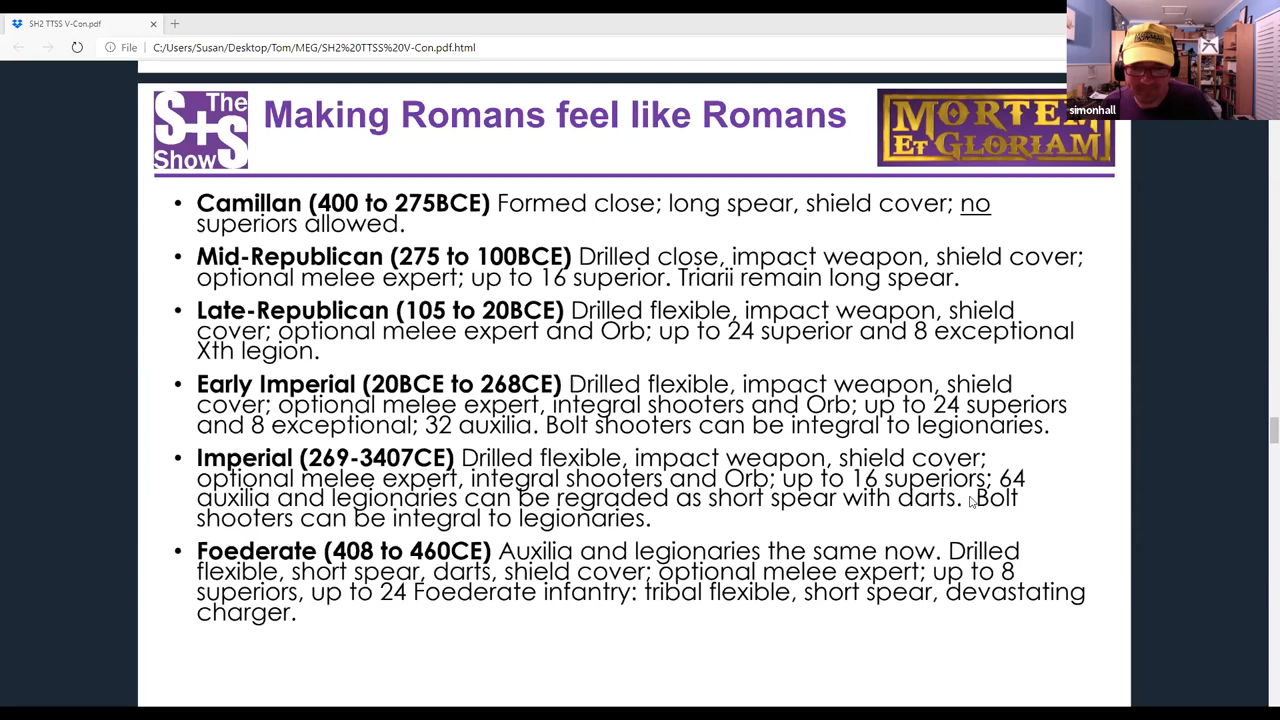 SH2 TTSS V-Con.pdf
File C:/Users/Susan/Desktop/Tom/MEG/SH2%20TTSS%20V-Con.pdf.html
simonhall
The S+S Show
Making Romans feel like Romans
MORTEM
ET GLORIAM
• Camillan (400 to 275BCE) Formed close; long spear, shield cover; no
superiors allowed.
• Mid-Republican (275 to 100BCE) Drilled close, impact weapon, shield cover;
optional melee expert; up to 16 superior. Triarii remain long spear.
• Late-Republican (105 to 20BCE) Drilled flexible, impact weapon, shield
cover; optional melee expert and Orb; up to 24 superior and 8 exceptional
Xth legion.
• Early Imperial (20BCE to 268CE) Drilled flexible, impact weapon, shield
cover; optional melee expert, integral shooters and Orb; up to 24 superiors
and 8 exceptional; 32 auxilia. Bolt shooters can be integral to legionaries.
• Imperial (269-3407CE) Drilled flexible, impact weapon, shield cover;
optional melee expert, integral shooters and Orb; up to 16 superiors; 64
auxilia and legionaries can be regraded as short spear with darts. Bolt
shooters can be integral to legionaries.
• Foederate (408 to 460CE) Auxilia and legionaries the same now. Drilled
flexible, short spear, darts, shield cover; optional melee expert; up to 8
superiors, up to 24 Foederate infantry: tribal flexible, short spear, devastating
charger.